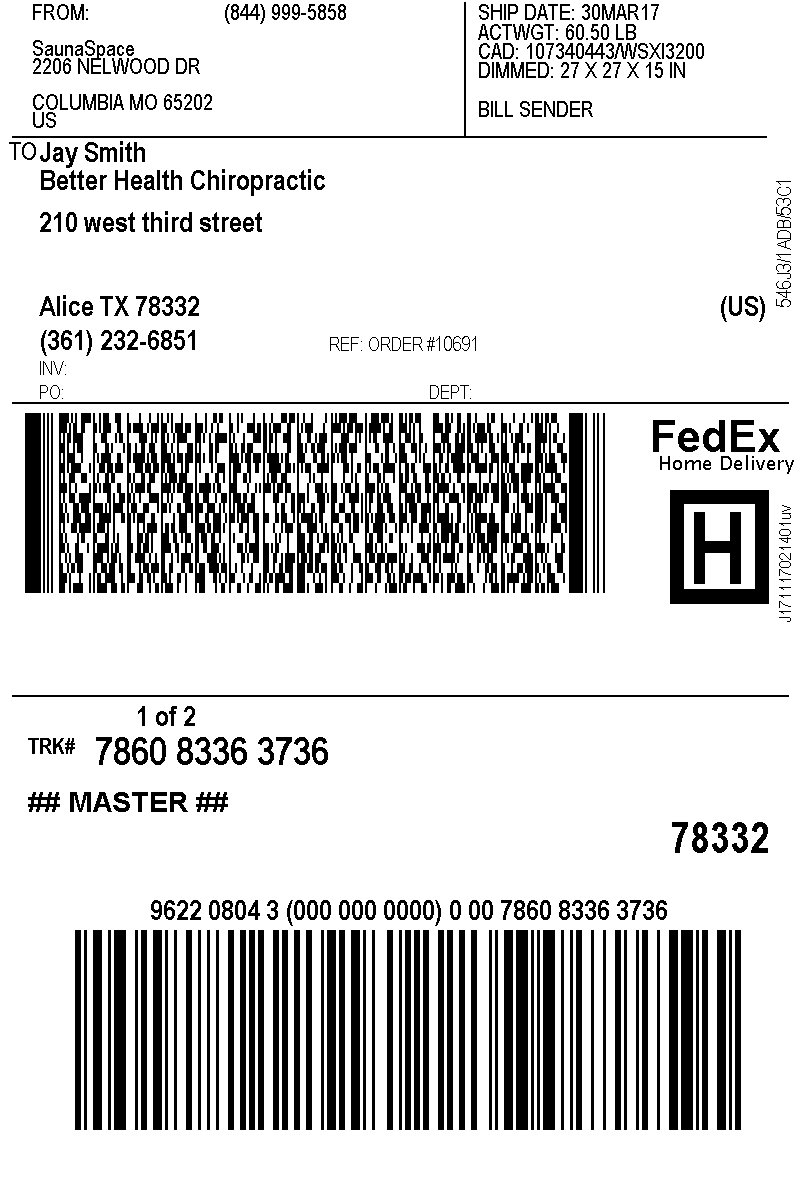 FROM: (844) 999-5858
SaunaSpace
2206 NELWOOD DR
COLUMBIA MO 65202
US
SHIP DATE: 30MAR17
ACTWGT: 60.50 LB
CAD: 107340443/WSXI3200
DIMMED: 27 X 27 X 15 IN
BILL SENDER
TO Jay Smith
Better Health Chiropractic
210 west third street
Alice TX 78332 (US)
(361) 232-6851 REF: ORDER #10691
INV:
PO: DEPT:
546J3/1ADB/53C1
FedEx
Home Delivery
H
J171117021401uv
1 of 2
TRK# 7860 8336 3736
## MASTER ##
78332
9622 0804 3 (000 000 0000) 0 00 7860 8336 3736